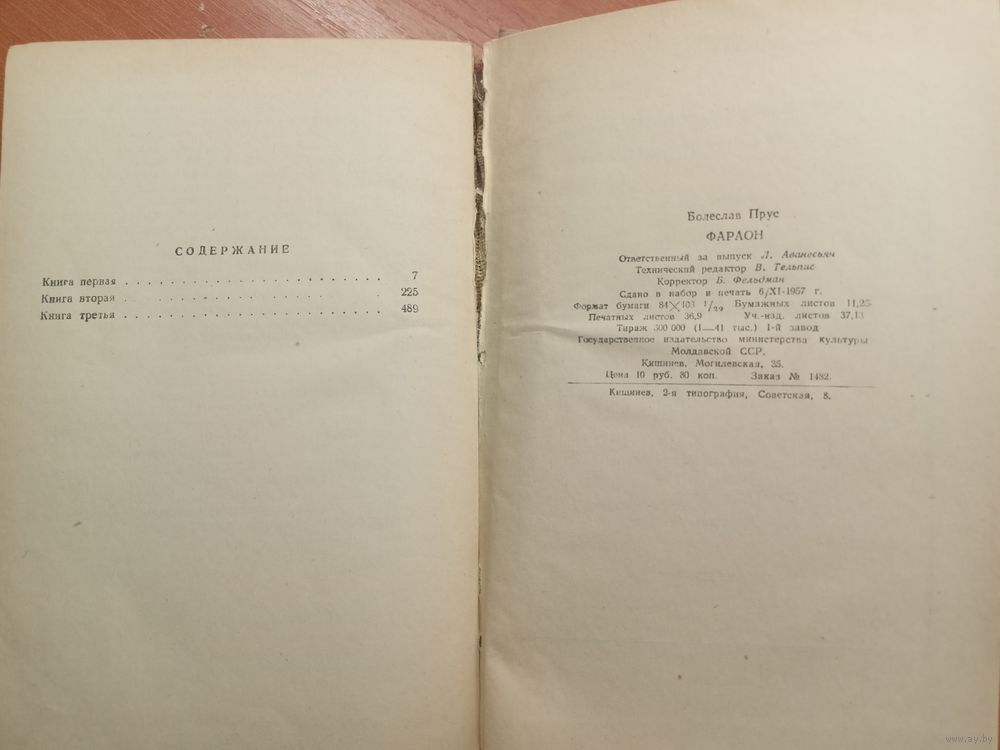 СОДЕРЖАНИЕ
Книга первая . . . . . . . . . . . . . . . . . . . . 7
Книга вторая . . . . . . . . . . . . . . . . . . . . 225
Книга третья . . . . . . . . . . . . . . . . . . . . 489
Болеслав Прус
ФАРАОН
Ответственный за выпуск Л. Аванесьян
Технический редактор В. Тельпис
Корректор Б. Фельдман
Сдано в набор и печать 6/XI-1957 г.
Формат бумаги 84×103 1/32 Бумажных листов 11,25
Печатных листов 36,9 Уч.-изд. листов 37,13
Тираж 300 000 (1—41 тыс.) 1-й завод
Государственное издательство министерства культуры
Молдавской ССР.
Кишинев, Могилевская, 35.
Цена 10 руб. 80 коп. Заказ № 1482.
Кишинев, 2-я типография, Советская, 8.
www.ay.by